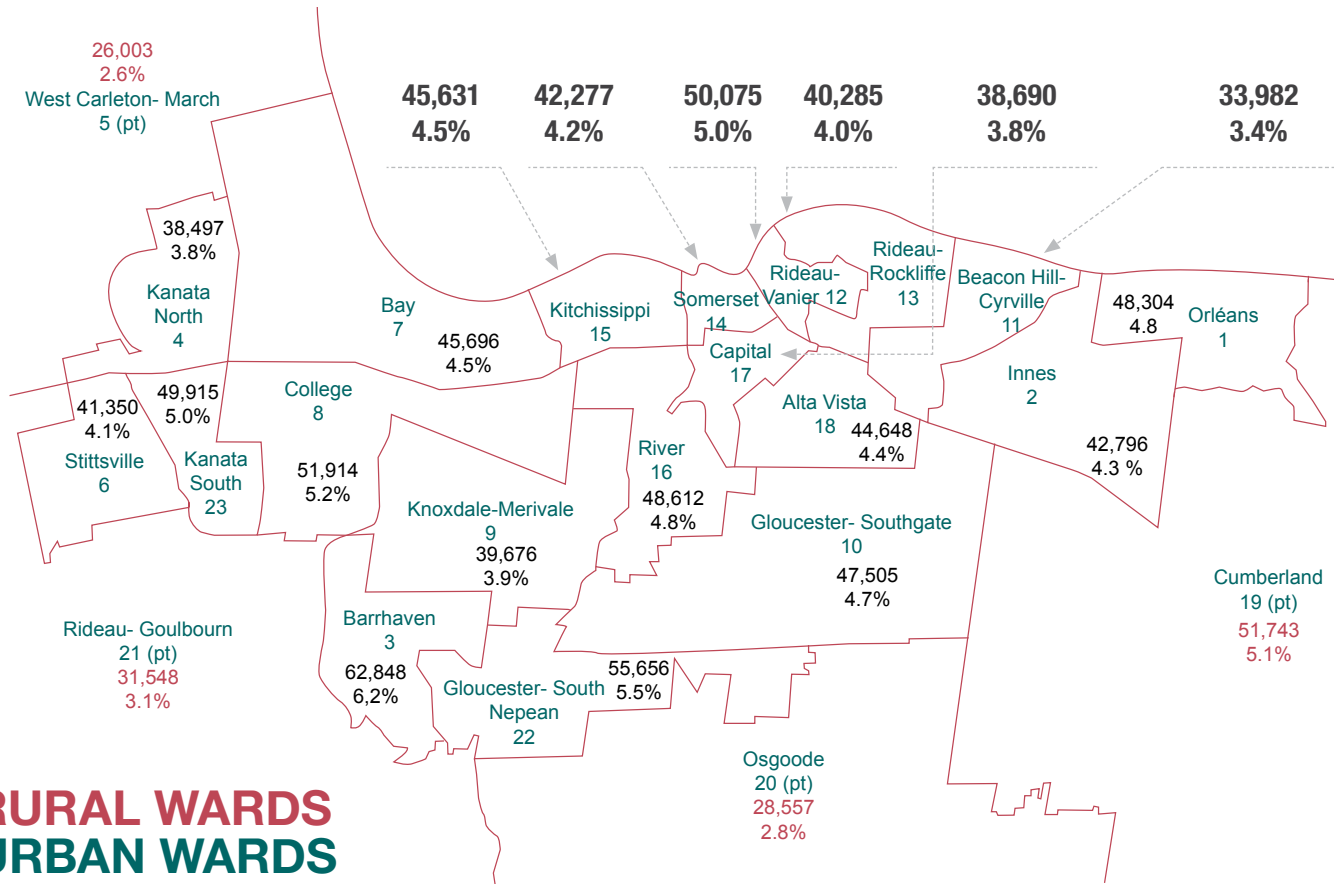 26,003
2.6%
West Carleton- March
5 (pt)
45,631
4.5%
42,277
4.2%
50,075
5.0%
40,285
4.0%
38,690
3.8%
33,982
3.4%
38,497
3.8%
Kanata
North
4
Bay
7
45,696
4.5%
Kitchissippi
15
Somerset
14
Rideau-
Vanier 12
Rideau-
Rockliffe
13
Beacon Hill-
Cyrville
11
48,304
4.8
Orléans
1
Capital
17
Innes
2
42,796
4.3 %
41,350
4.1%
Stittsville
6
49,915
5.0%
Kanata
South
23
College
8
51,914
5.2%
Alta Vista
18
44,648
4.4%
River
16
48,612
4.8%
Knoxdale-Merivale
9
39,676
3.9%
Gloucester- Southgate
10
47,505
4.7%
Cumberland
19 (pt)
51,743
5.1%
Rideau- Goulbourn
21 (pt)
31,548
3.1%
Barrhaven
3
62,848
6,2%
55,656
5.5%
Gloucester- South
Nepean
22
Osgoode
20 (pt)
28,557
2.8%
RURAL WARDS
URBAN WARDS